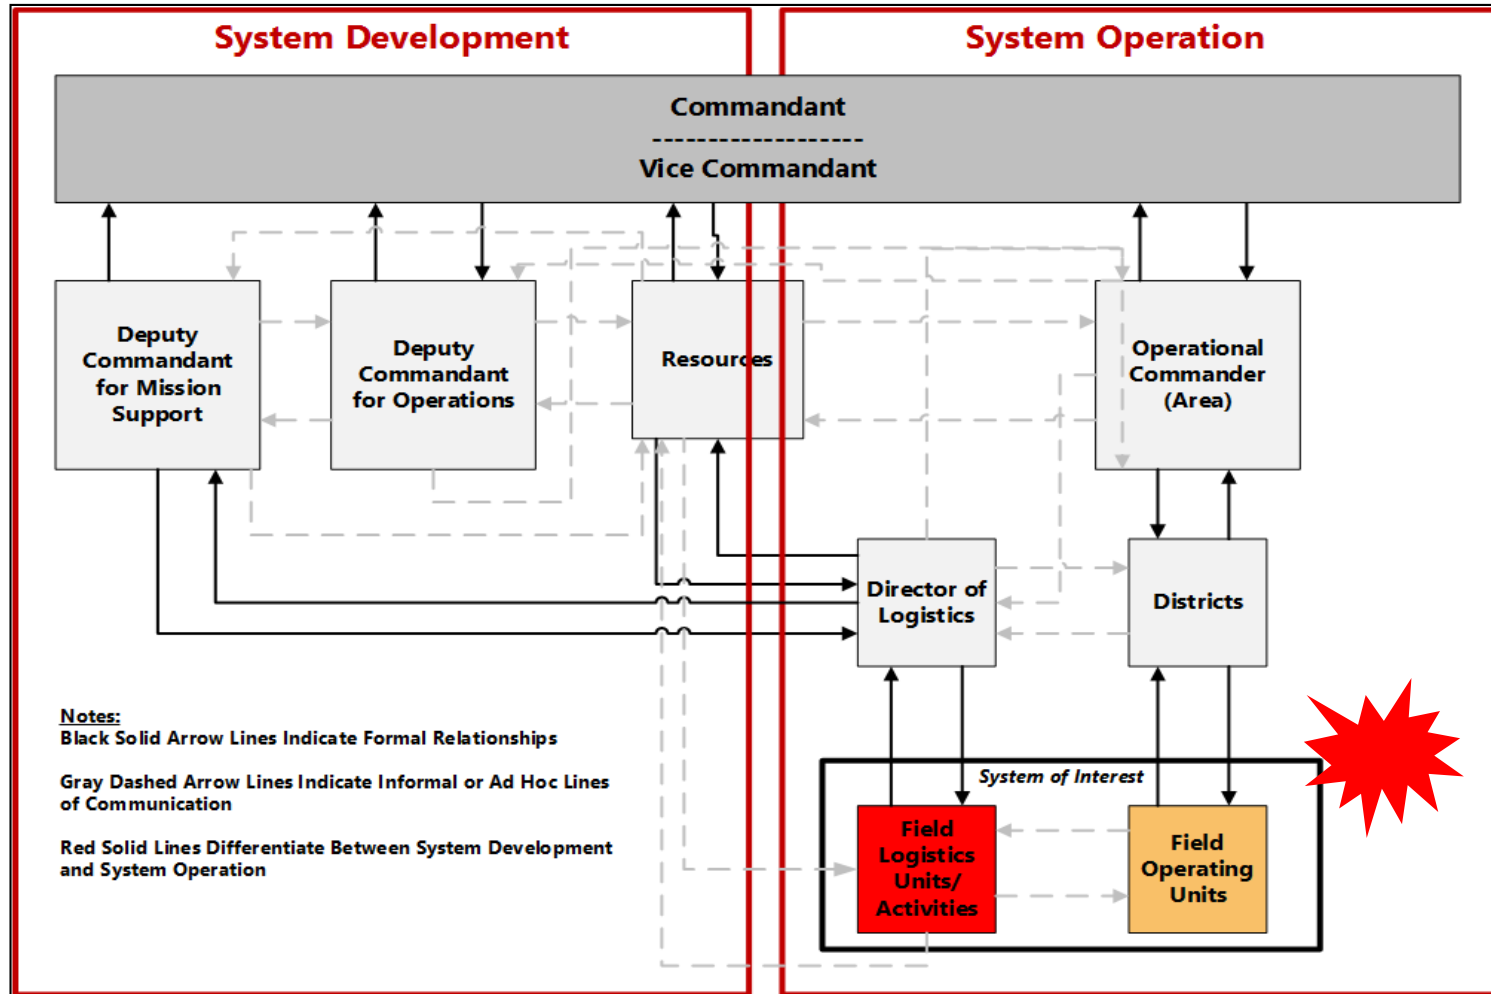 System Development
System Operation
Commandant
-------------------
Vice Commandant
Deputy
Commandant
for Mission
Support
Deputy
Commandant
for Operations
Resources
Operational
Commander
(Area)
Director of
Logistics
Districts
Notes:
Black Solid Arrow Lines Indicate Formal Relationships
Gray Dashed Arrow Lines Indicate Informal or Ad Hoc Lines
of Communication
Red Solid Lines Differentiate Between System Development
and System Operation
System of Interest
Field
Logistics
Units/
Activities
Field
Operating
Units